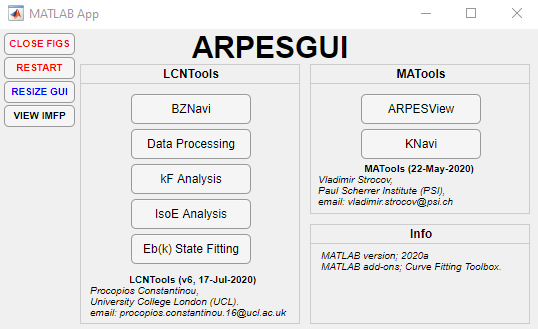 MATLAB App
ARPESGUI
CLOSE FIGS
RESTART
RESIZE GUI
VIEW IMFP
LCNTools
BZNavi
Data Processing
kF Analysis
IsoE Analysis
Eb(k) State Fitting
LCNTools (v6, 17-Jul-2020)
Procopios Constantinou,
University College London (UCL).
email: procopios.constantinou.16@ucl.ac.uk
MATools
ARPESView
KNavi
MATools (22-May-2020)
Vladimir Strocov,
Paul Scherrer Institute (PSI),
email: vladimir.strocov@psi.ch
Info
MATLAB version; 2020a
MATLAB add-ons; Curve Fitting Toolbox.